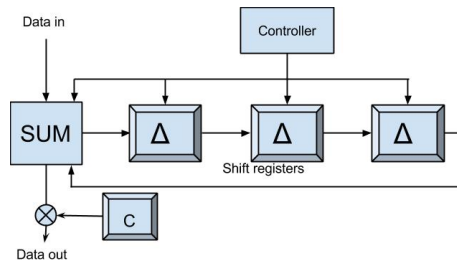 Data in
Controller
SUM
Δ
Δ
Δ
Shift registers
C
Data out